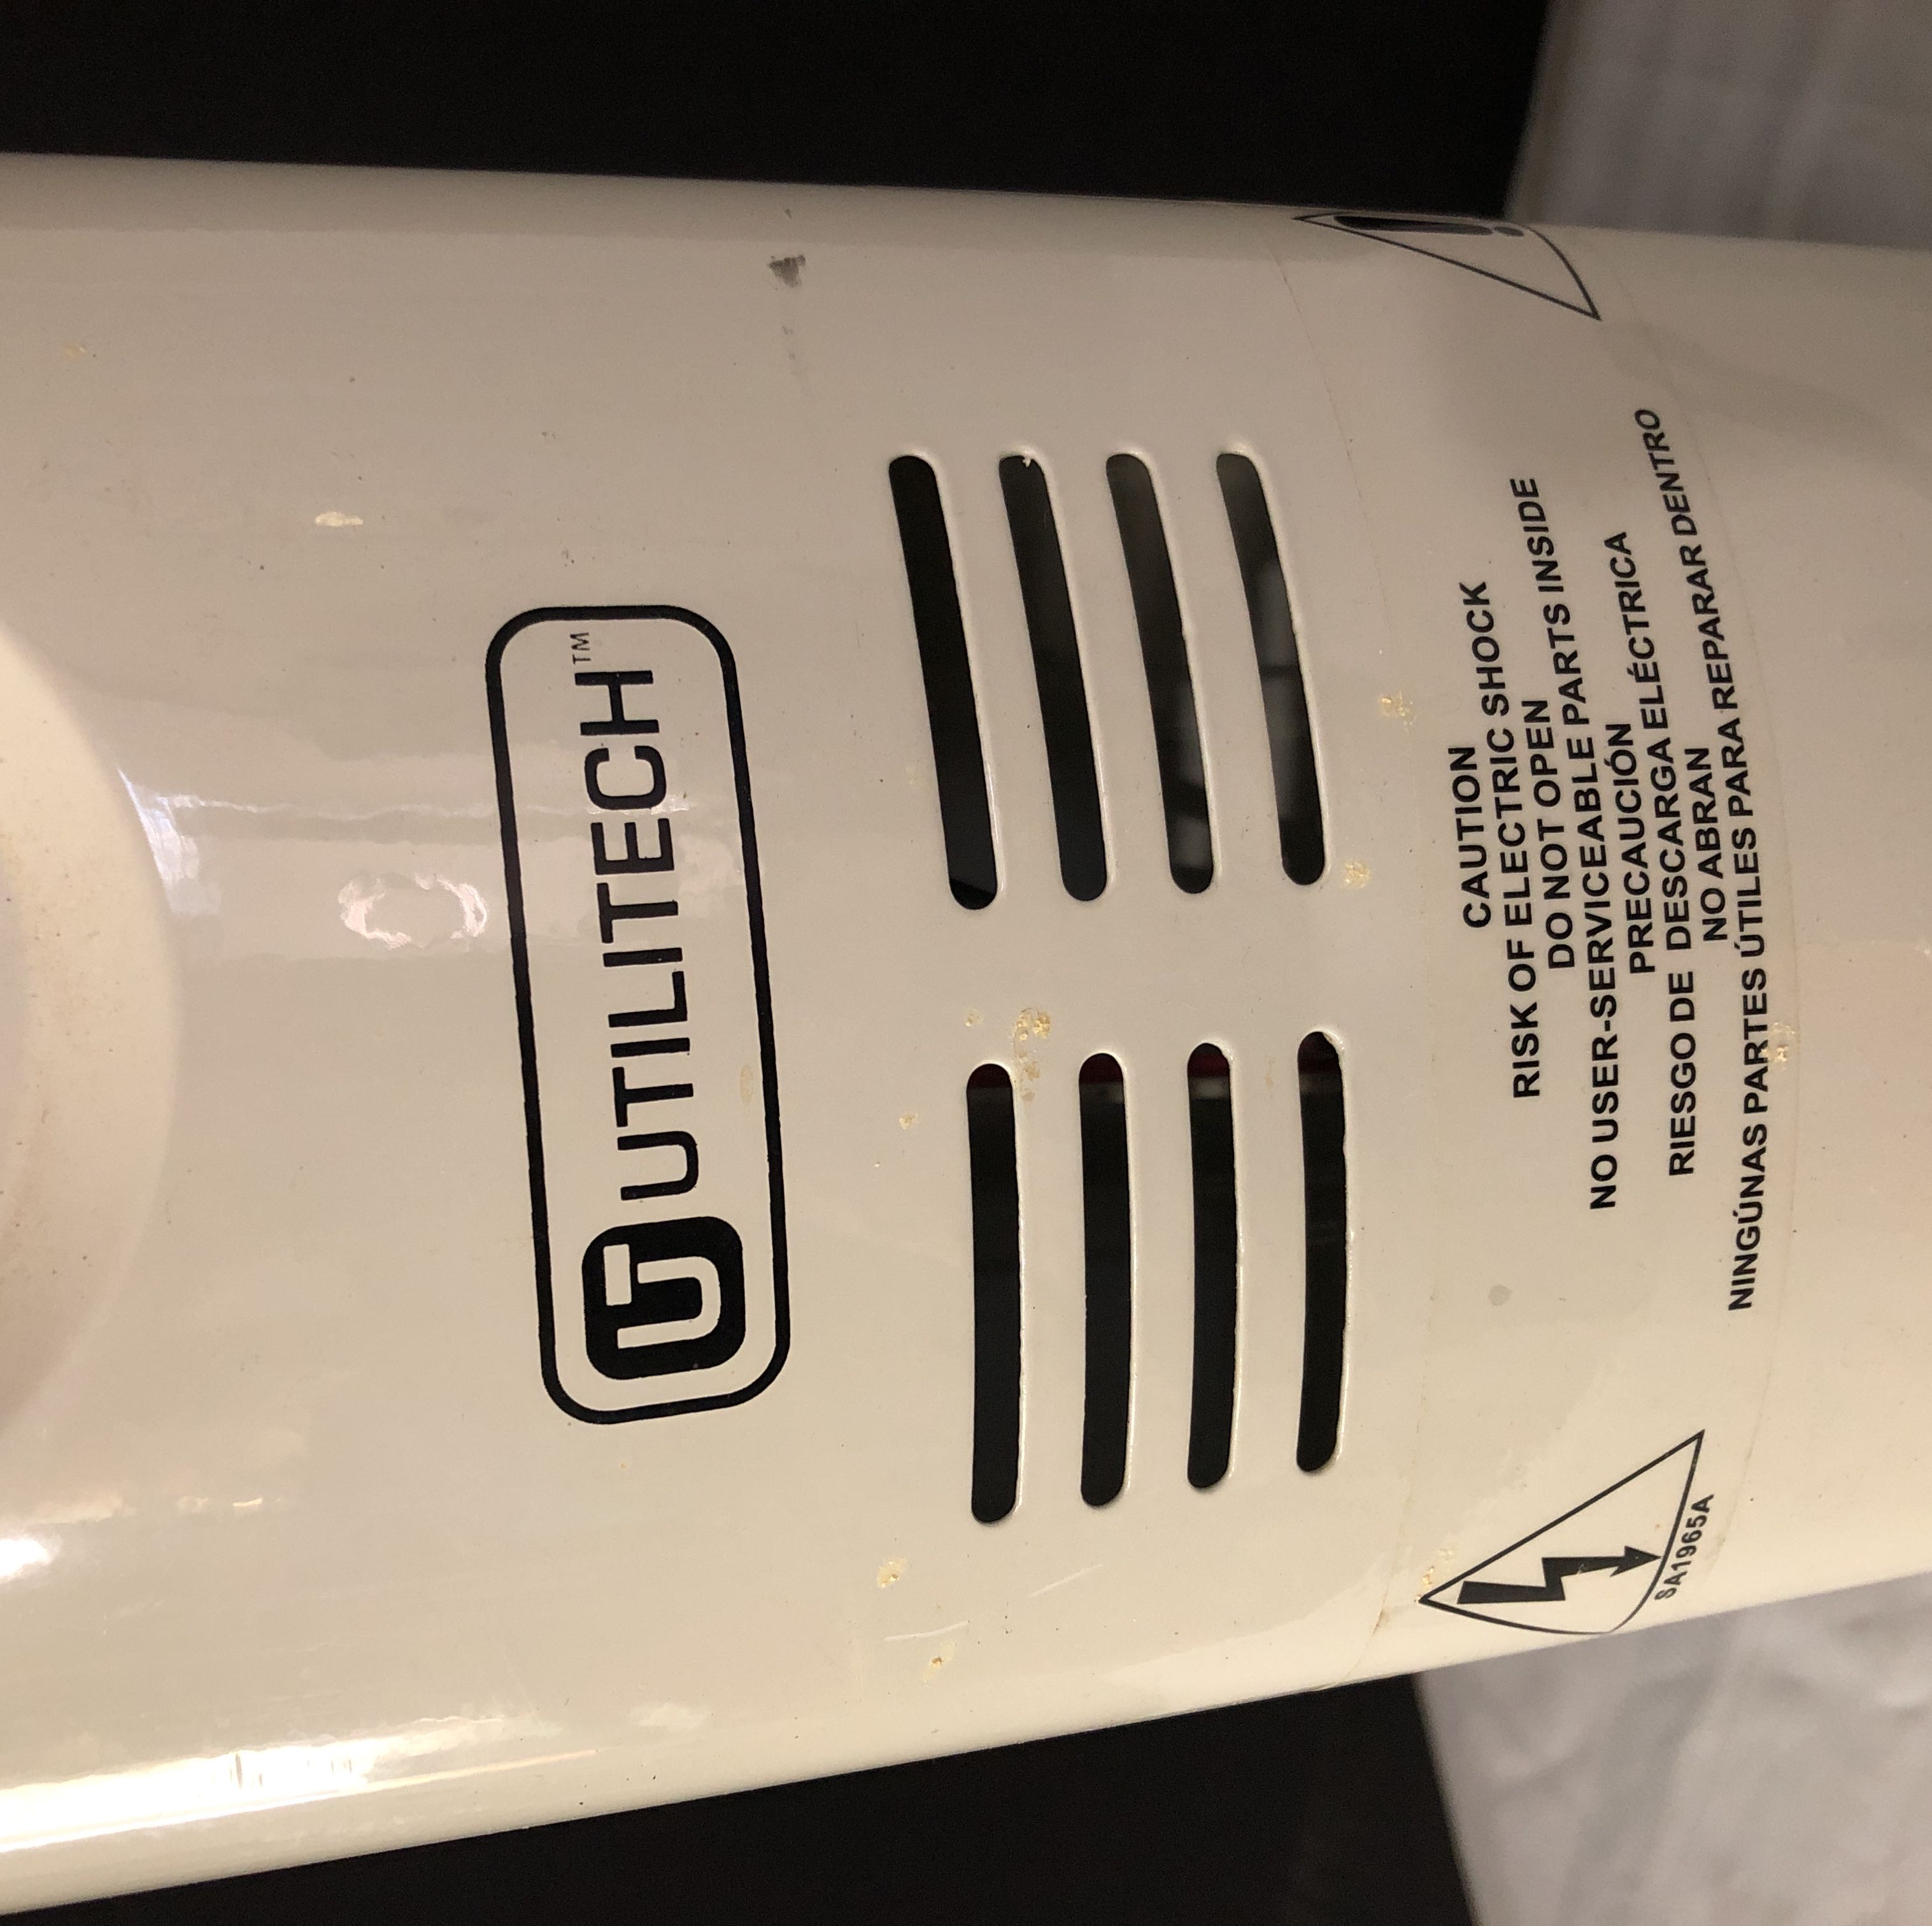 UT UTILITECH™
CAUTION
RISK OF ELECTRIC SHOCK
DO NOT OPEN
NO USER-SERVICEABLE PARTS INSIDE
PRECAUCIÓN
RIESGO DE DESCARGA ELÉCTRICA
NO ABRAN
NINGÚNAS PARTES ÚTILES PARA REPARAR DENTRO
SA1965A